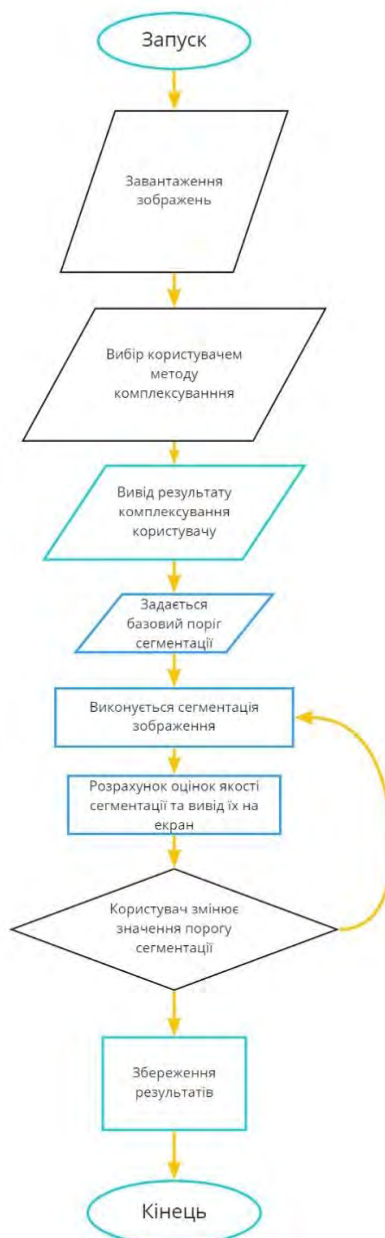 Запуск
Завантаження
зображень
Вибір користувачем
методу
комплексуванння
Вивід результату
комплексування
користувачу
Задається
базовий поріг
сегментації
Виконується сегментація
зображення
Розрахунок оцінок якості
сегментації та вивід їх на
екран
Користувач змінює
значення порогу
сегментації
Збереження
результатів
Кінець